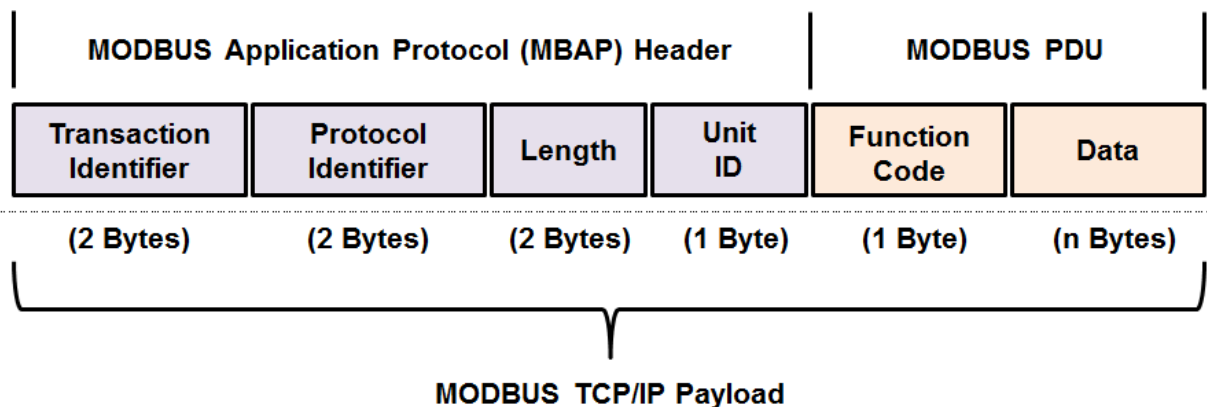 MODBUS Application Protocol (MBAP) Header
MODBUS PDU
Transaction
Identifier
Protocol
Identifier
Length
Unit
ID
Function
Code
Data
(2 Bytes)
(2 Bytes)
(2 Bytes)
(1 Byte)
(1 Byte)
(n Bytes)
MODBUS TCP/IP Payload